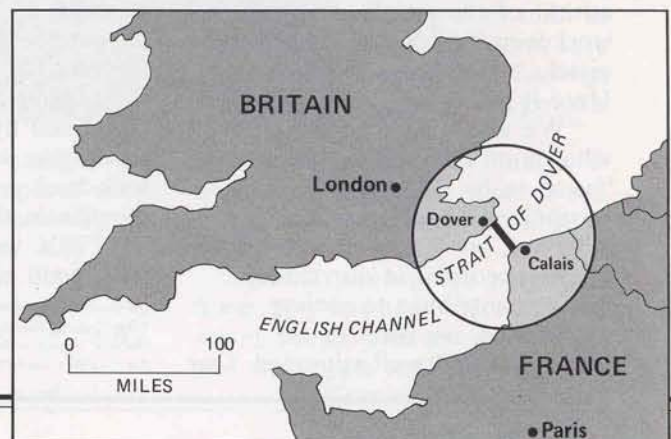 BRITAIN
London
Dover
STRAIT OF DOVER
Calais
ENGLISH CHANNEL
0 100
MILES
FRANCE
Paris